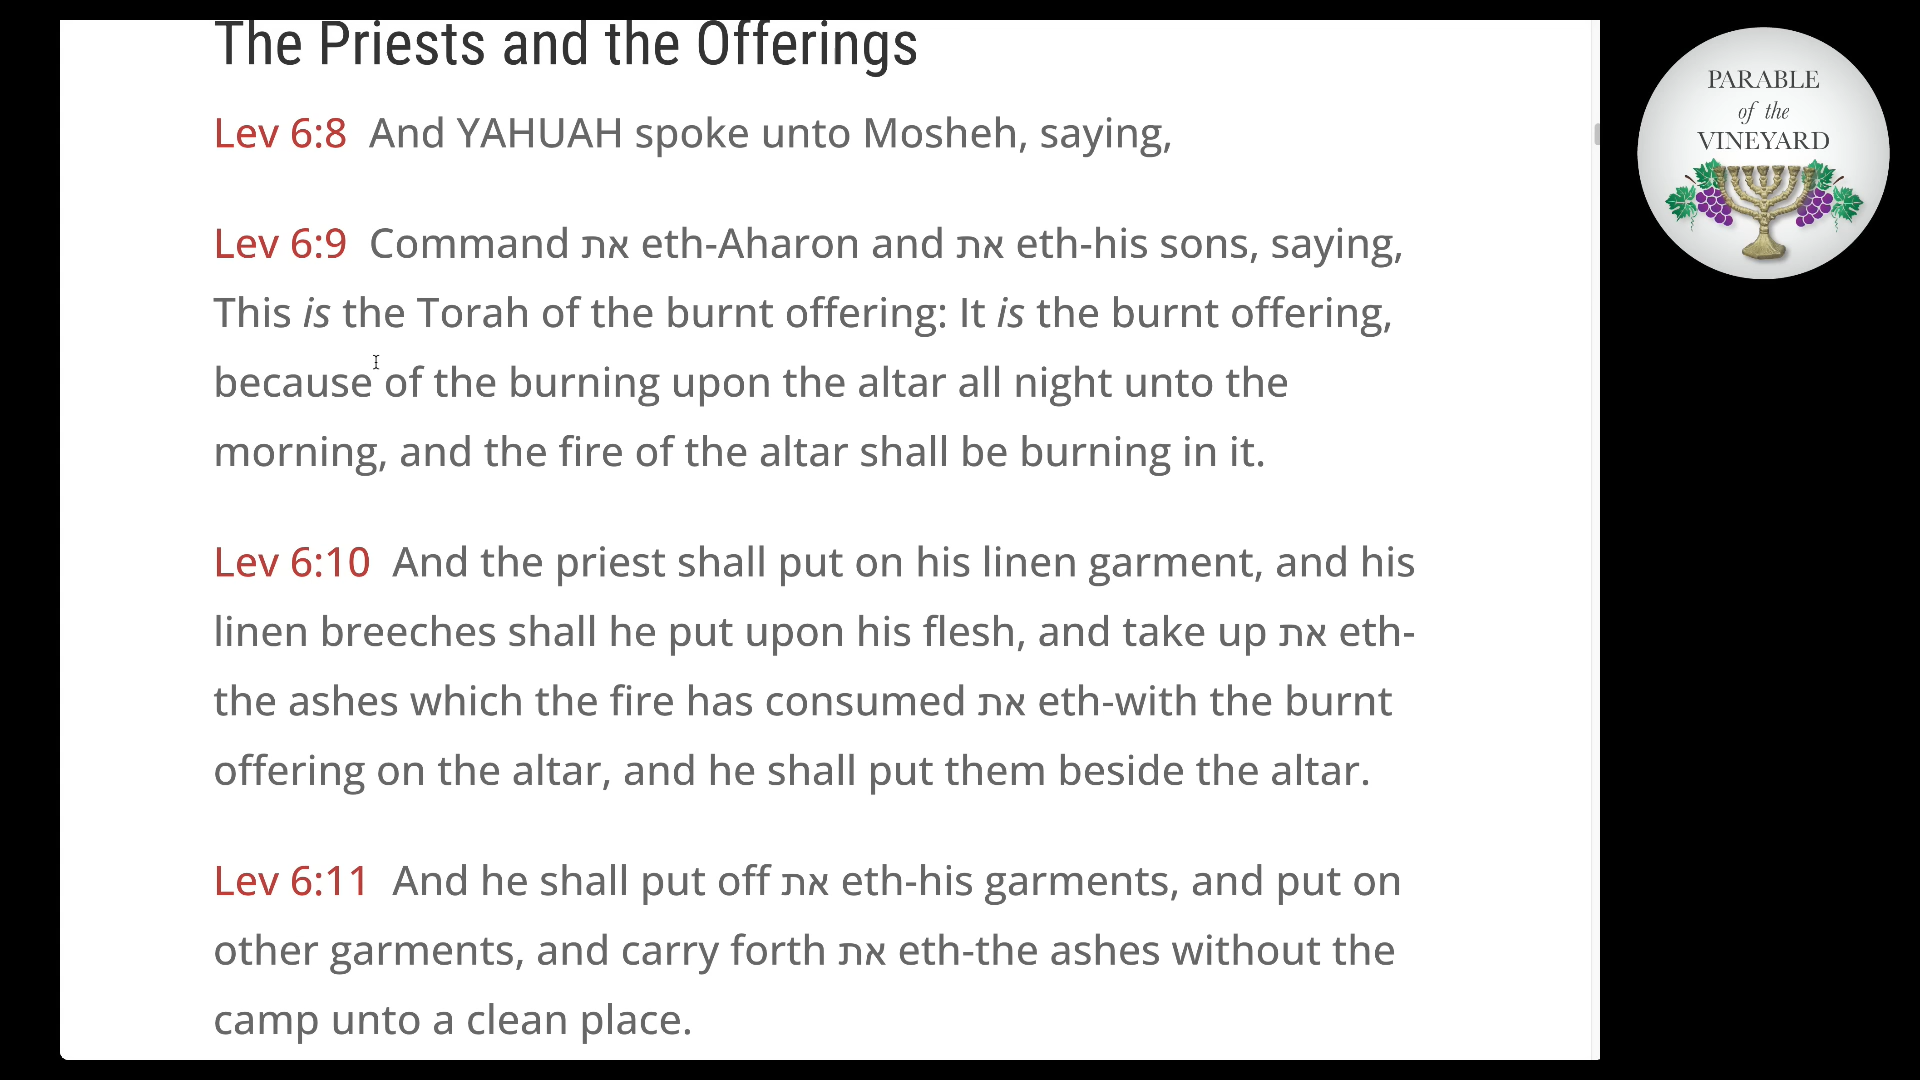 The Priests and the Offerings
Lev 6:8 And YAHUAH spoke unto Mosheh, saying,
Lev 6:9 Command את eth-Aharon and את eth-his sons, saying,
This is the Torah of the burnt offering: It is the burnt offering,
because of the burning upon the altar all night unto the
morning, and the fire of the altar shall be burning in it.
Lev 6:10 And the priest shall put on his linen garment, and his
linen breeches shall he put upon his flesh, and take up את eth-
the ashes which the fire has consumed את eth-with the burnt
offering on the altar, and he shall put them beside the altar.
Lev 6:11 And he shall put off את eth-his garments, and put on
other garments, and carry forth את eth-the ashes without the
camp unto a clean place.
PARABLE
of the
VINEYARD